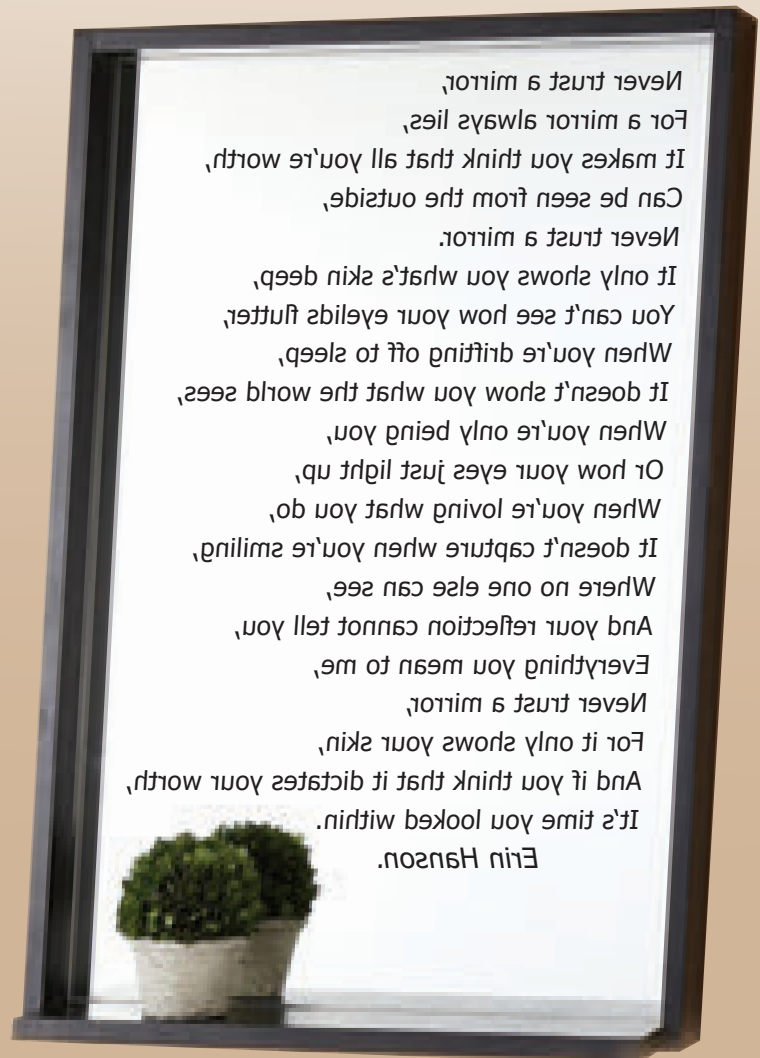 Never trust a mirror,
For a mirror always lies,
It makes you think that all you're worth,
Can be seen from the outside,
Never trust a mirror.
It only shows you what's skin deep,
You can't see how your eyelids flutter,
When you're drifting off to sleep,
It doesn't show you what the world sees,
When you're only being you,
Or how your eyes just light up,
When you're loving what you do,
It doesn't capture when you're smiling,
Where no one else can see,
And your reflection cannot tell you,
Everything you mean to me,
Never trust a mirror,
For it only shows your skin,
And if you think that it dictates your worth,
It's time you looked within.
Erin Hanson.